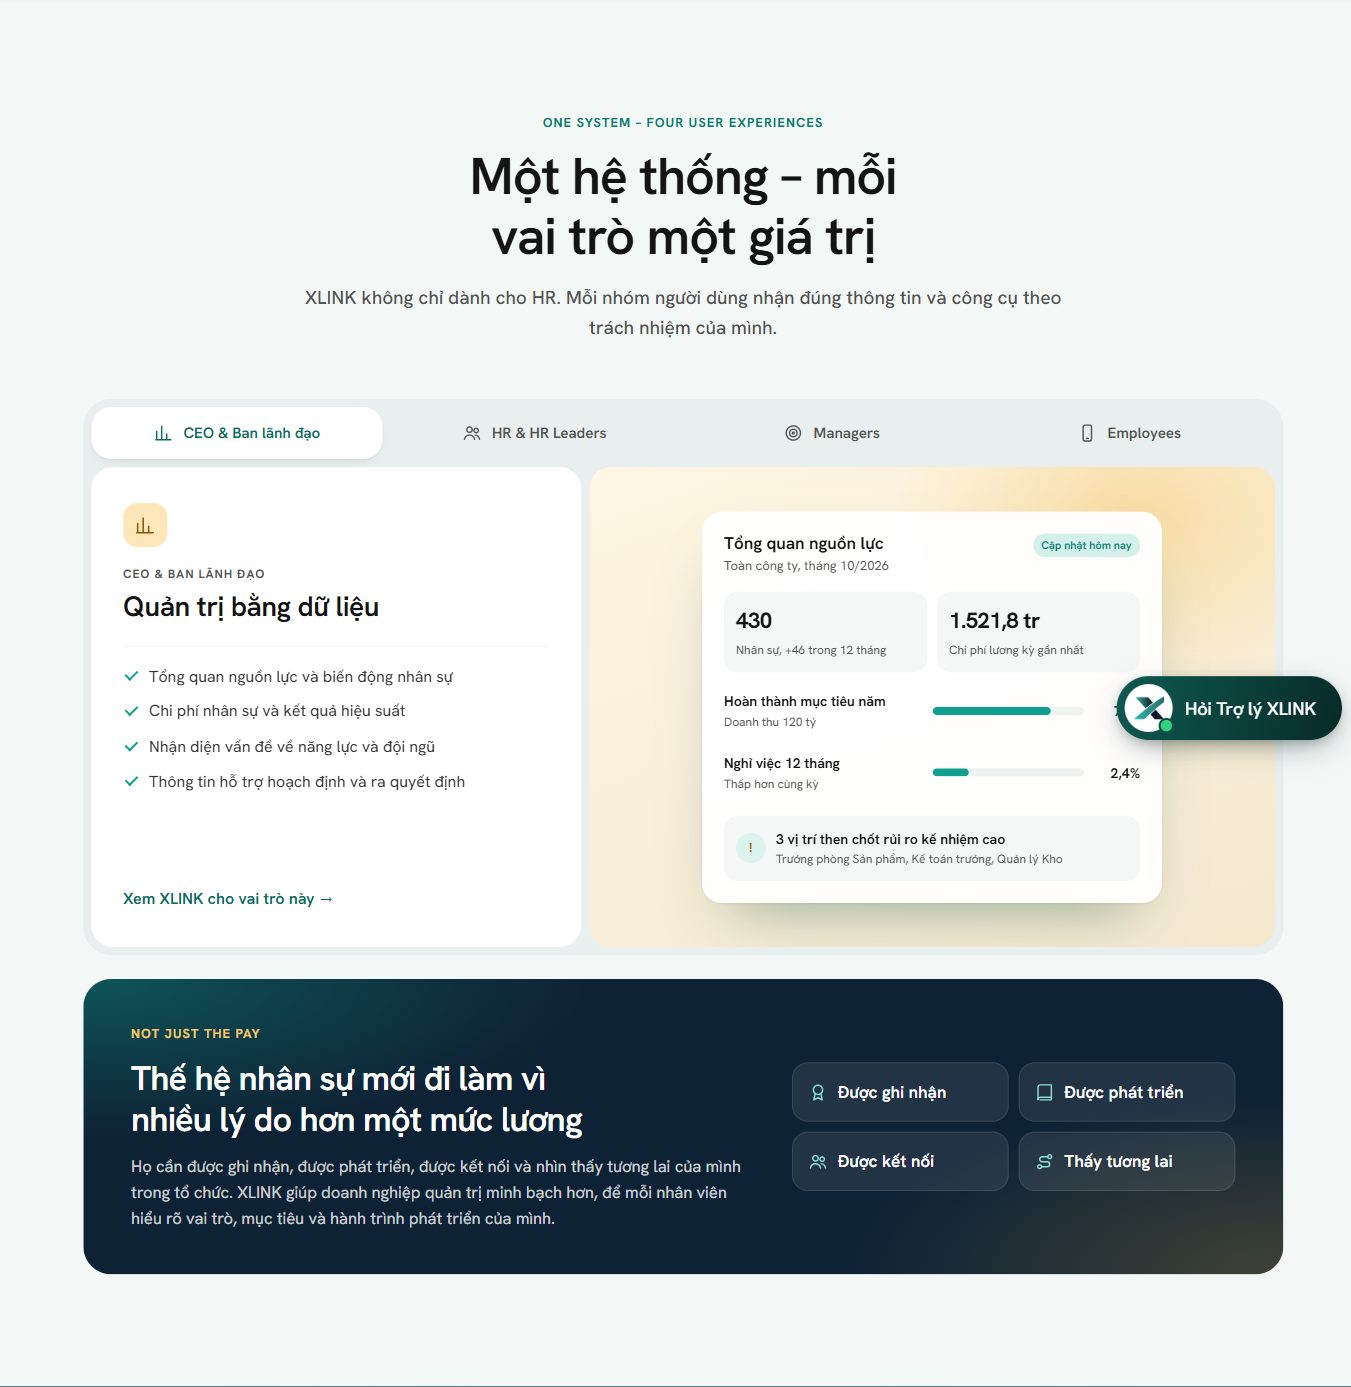 ONE SYSTEM – FOUR USER EXPERIENCES
Một hệ thống – mỗi
vai trò một giá trị
XLINK không chỉ dành cho HR. Mỗi nhóm người dùng nhận đúng thông tin và công cụ theo
trách nhiệm của mình.
CEO & Ban lãnh đạo
HR & HR Leaders
Managers
Employees
CEO & BAN LÃNH ĐẠO
Quản trị bằng dữ liệu
Tổng quan nguồn lực và biến động nhân sự
Chi phí nhân sự và kết quả hiệu suất
Nhận diện vấn đề về năng lực và đội ngũ
Thông tin hỗ trợ hoạch định và ra quyết định
Xem XLINK cho vai trò này →
Tổng quan nguồn lực
Cập nhật hôm nay
Toàn công ty, tháng 10/2026
430
Nhân sự, +46 trong 12 tháng
1.521,8 tr
Chi phí lương kỳ gần nhất
Hoàn thành mục tiêu năm
Doanh thu 120 tỷ
Hỏi Trợ lý XLINK
Nghỉ việc 12 tháng
Thấp hơn cùng kỳ
2,4%
!
3 vị trí then chốt rủi ro kế nhiệm cao
Trưởng phòng Sản phẩm, Kế toán trưởng, Quản lý Kho
NOT JUST THE PAY
Thế hệ nhân sự mới đi làm vì
nhiều lý do hơn một mức lương
Họ cần được ghi nhận, được phát triển, được kết nối và nhìn thấy tương lai của mình
trong tổ chức. XLINK giúp doanh nghiệp quản trị minh bạch hơn, để mỗi nhân viên
hiểu rõ vai trò, mục tiêu và hành trình phát triển của mình.
Được ghi nhận
Được phát triển
Được kết nối
Thấy tương lai